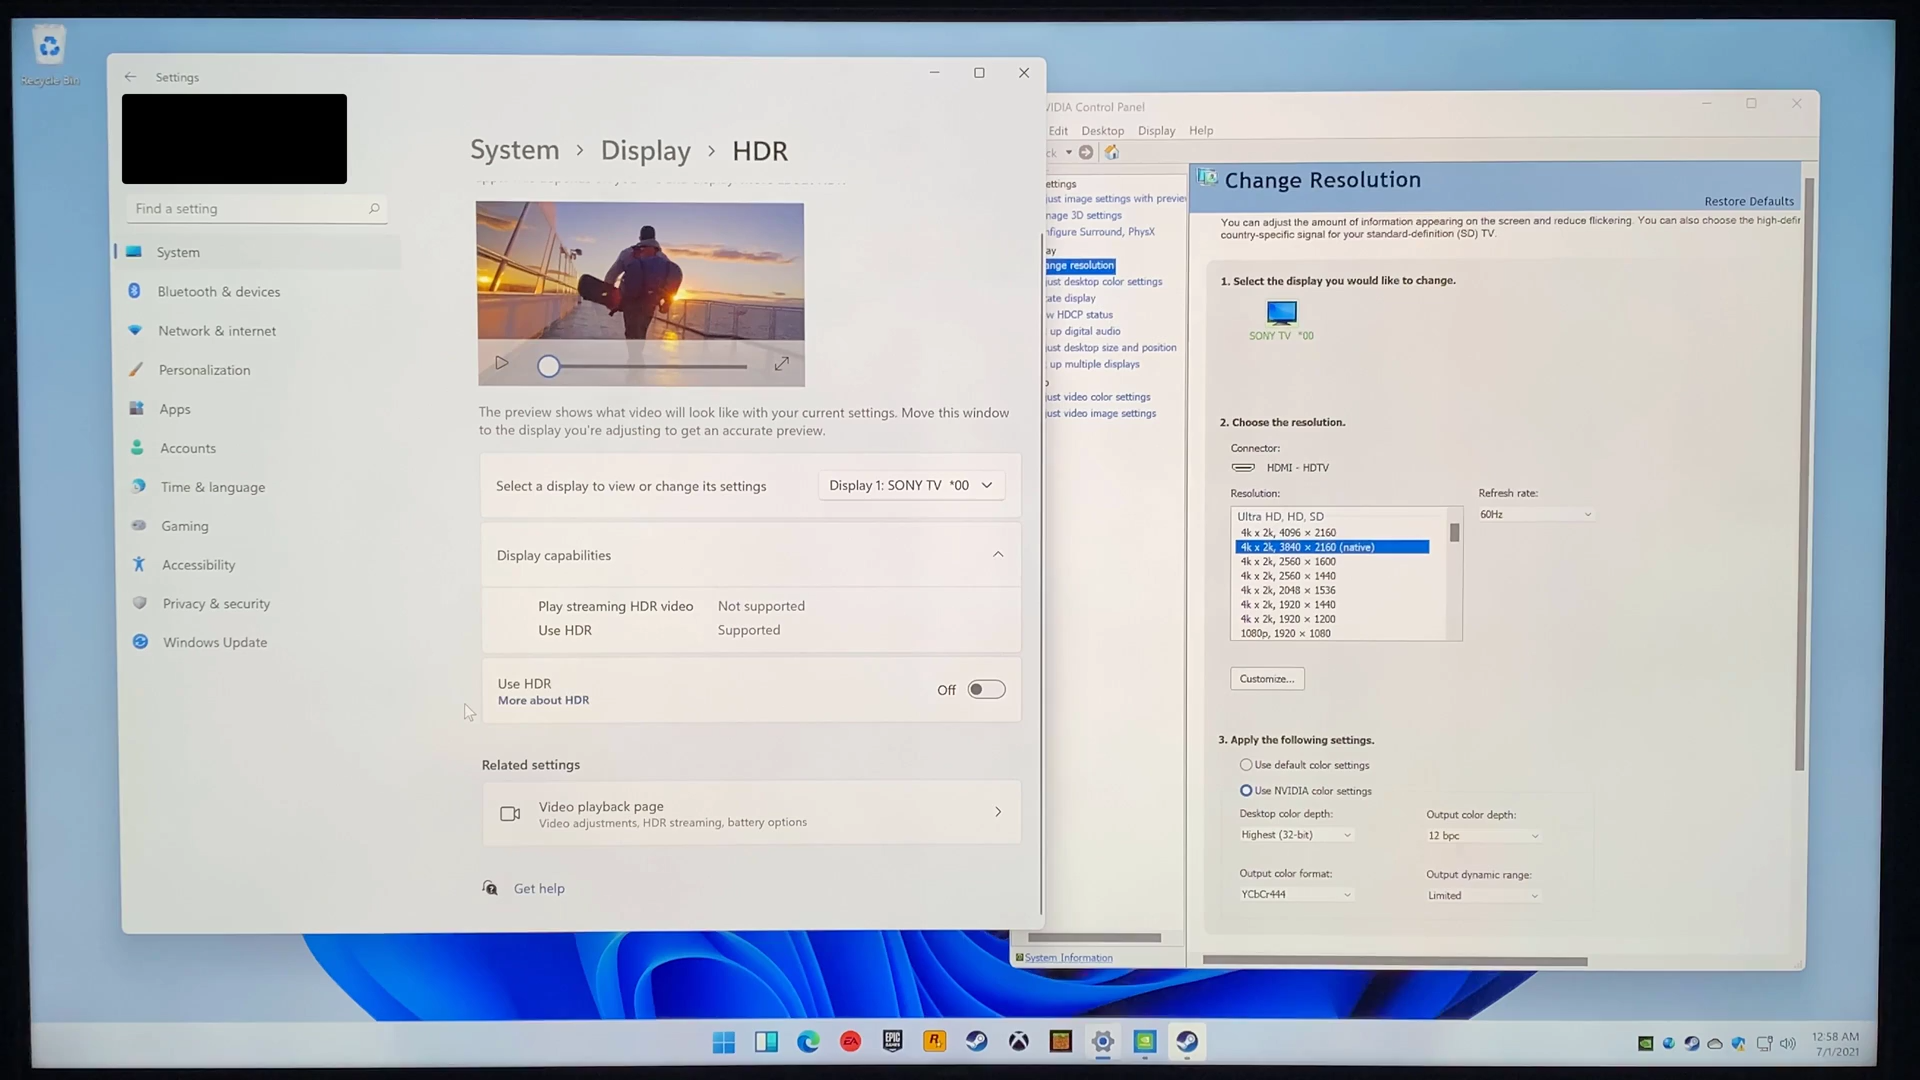 Recycle Bin
Settings
Find a setting
System
Bluetooth & devices
Network & internet
Personalization
Apps
Accounts
Time & language
Gaming
Accessibility
Privacy & security
Windows Update
System › Display › HDR
The preview shows what video will look like with your current settings. Move this window
to the display you're adjusting to get an accurate preview.
Select a display to view or change its settings
Display 1: SONY TV *00
Display capabilities
Play streaming HDR video Not supported
Use HDR Supported
Use HDR
More about HDR
Off
Related settings
Video playback page
Video adjustments, HDR streaming, battery options
Get help
VIDIA Control Panel
Edit Desktop Display Help
ck
ettings
ust image settings with preview
nage 3D settings
nfigure Surround, PhysX
ay
ange resolution
ust desktop color settings
ate display
w HDCP status
up digital audio
ust desktop size and position
up multiple displays
ust video color settings
ust video image settings
System Information
Change Resolution
Restore Defaults
You can adjust the amount of information appearing on the screen and reduce flickering. You can also choose the high-defin
country-specific signal for your standard-definition (SD) TV.
1. Select the display you would like to change.
SONY TV *00
2. Choose the resolution.
Connector:
HDMI - HDTV
Resolution:
Refresh rate:
60Hz
Ultra HD, HD, SD
4k x 2k, 4096 × 2160
4k x 2k, 3840 × 2160 (native)
4k x 2k, 2560 × 1600
4k x 2k, 2560 × 1440
4k x 2k, 2048 × 1536
4k x 2k, 1920 × 1440
4k x 2k, 1920 × 1200
1080p, 1920 × 1080
Customize...
3. Apply the following settings.
Use default color settings
Use NVIDIA color settings
Desktop color depth:
Highest (32-bit)
Output color depth:
12 bpc
Output color format:
YCbCr444
Output dynamic range:
Limited
EA
EPIC
GAMES
R
12:58 AM
7/1/2021